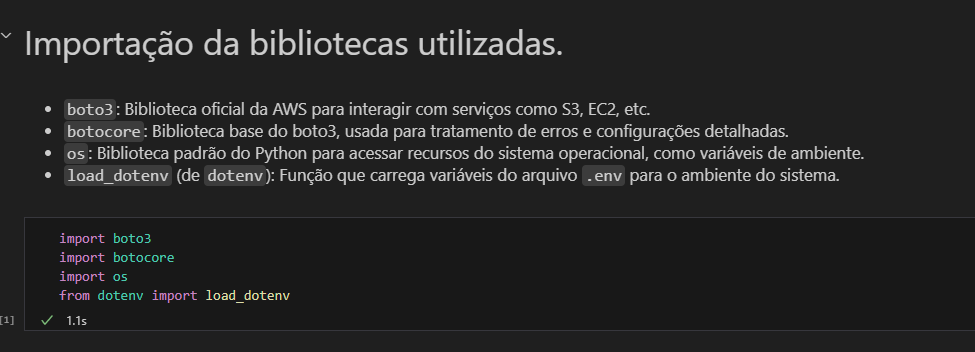 Importação da bibliotecas utilizadas.
boto3: Biblioteca oficial da AWS para interagir com serviços como S3, EC2, etc.
botocore: Biblioteca base do boto3, usada para tratamento de erros e configurações detalhadas.
os: Biblioteca padrão do Python para acessar recursos do sistema operacional, como variáveis de ambiente.
load_dotenv (de dotenv): Função que carrega variáveis do arquivo .env para o ambiente do sistema.
import boto3
import botocore
import os
from dotenv import load_dotenv
[1] 1.1s